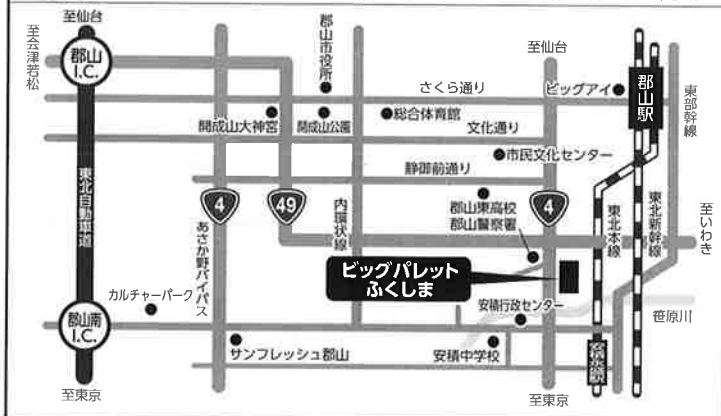 至仙台
至会津若松
郡山
I.C.
郡山市役所
至仙台
さくら通り
ビッグアイ
郡山駅
東部幹線
開成山大神宮
開成山公園
総合体育館
文化通り
市民文化センター
静御前通り
東北自動車道
4
49
あさか野バイパス
内環状線
郡山東高校
郡山警察署
4
東北本線
東北新幹線
至いわき
ビッグパレット
ふくしま
カルチャーパーク
安積行政センター
笹原川
郡山南
I.C.
サンフレッシュ郡山
安積中学校
安積永盛駅
至東京
至東京